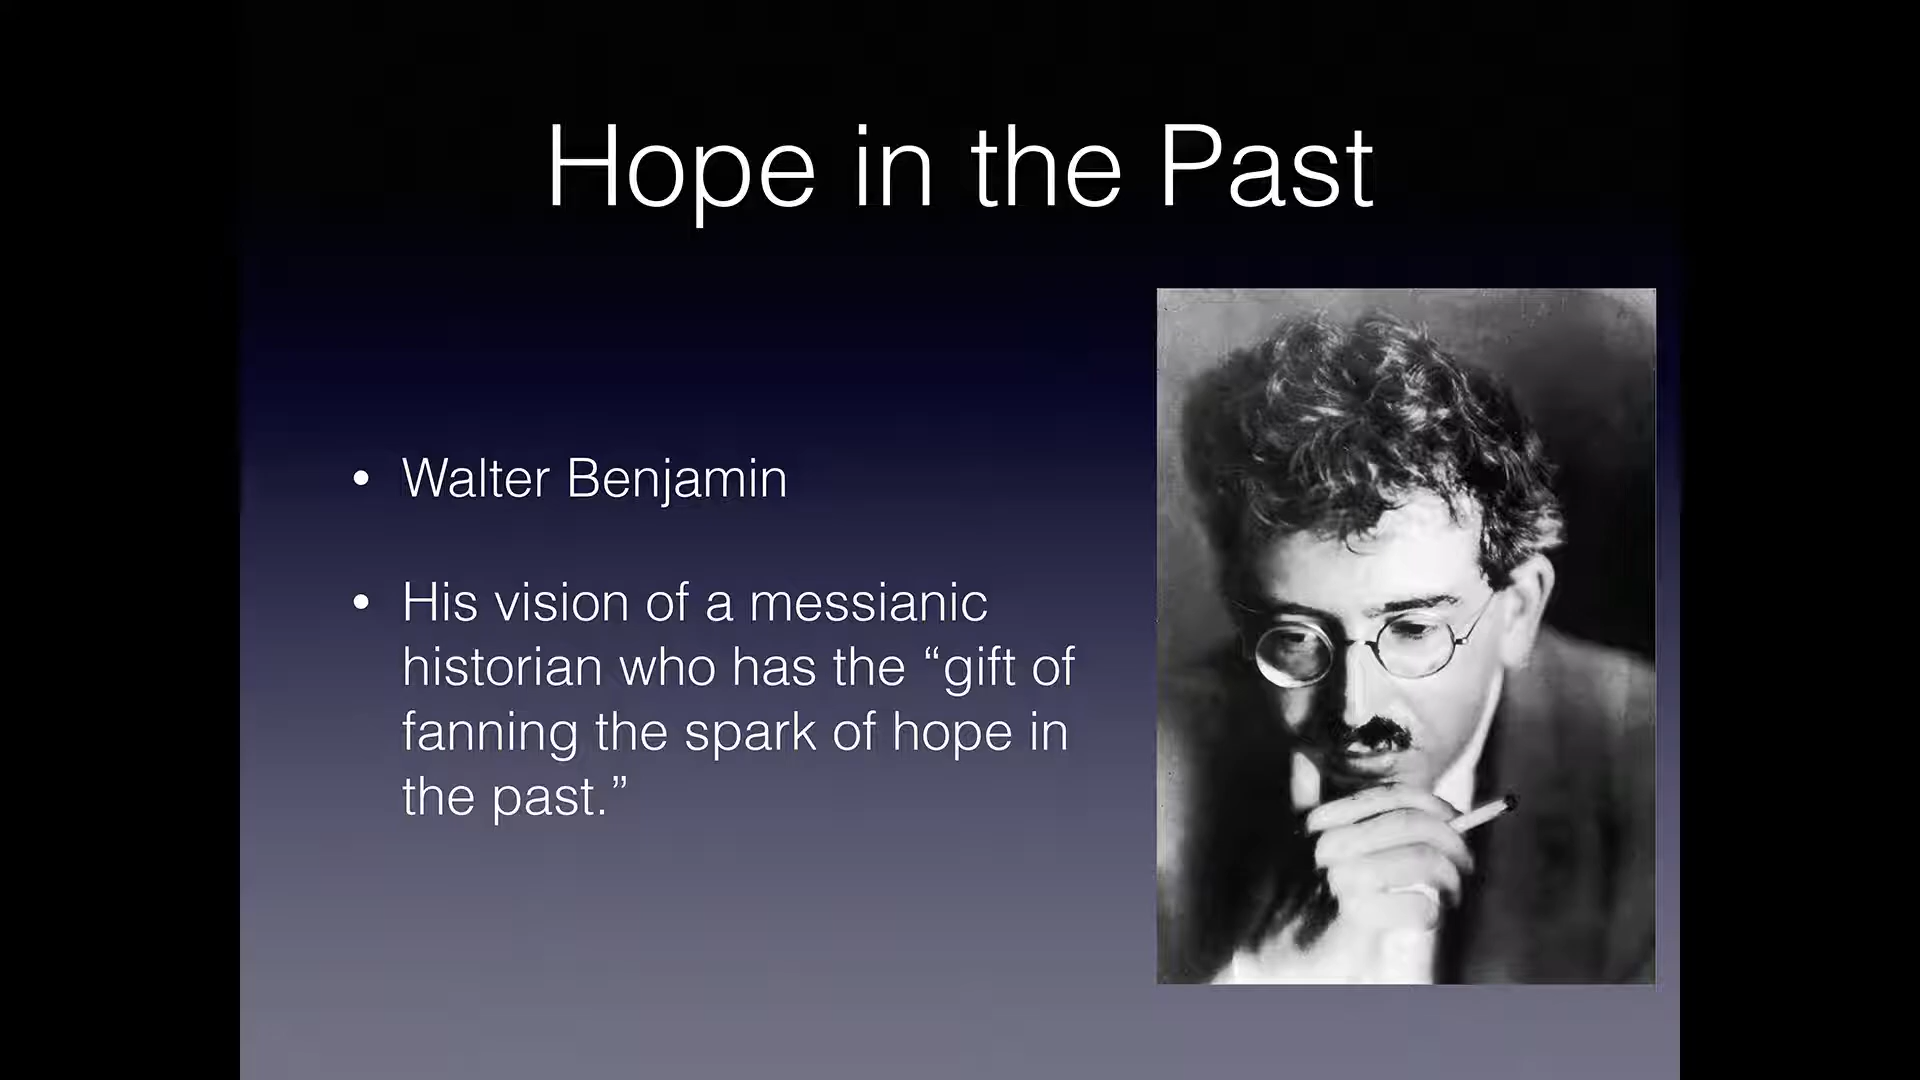 Hope in the Past
• Walter Benjamin
• His vision of a messianic
historian who has the “gift of
fanning the spark of hope in
the past.”